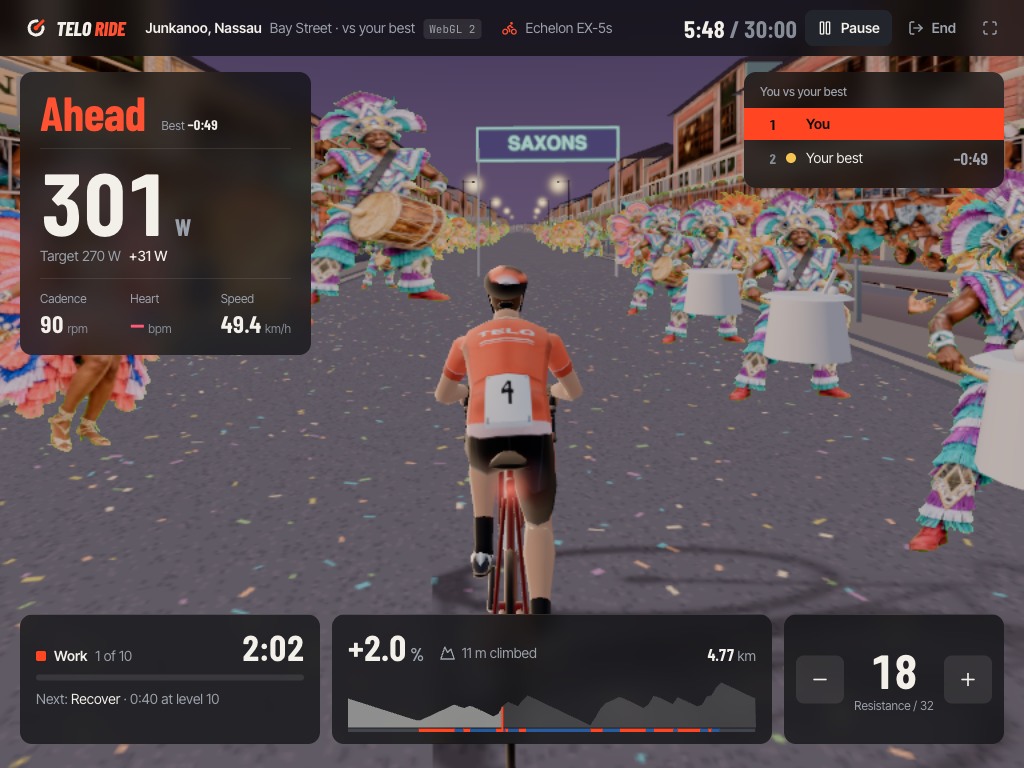 TELO RIDE Junkanoo, Nassau Bay Street · vs your best WebGL 2 Echelon EX-5s 5:48 / 30:00 Pause End
Ahead Best −0:49
301 W
Target 270 W +31 W
Cadence Heart Speed
90 rpm — bpm 49.4 km/h
You vs your best
1 You
2 Your best −0:49
SAXONS
TELO
4
Work 1 of 10 2:02
Next: Recover · 0:40 at level 10
+2.0 % 11 m climbed 4.77 km
− 18 +
Resistance / 32